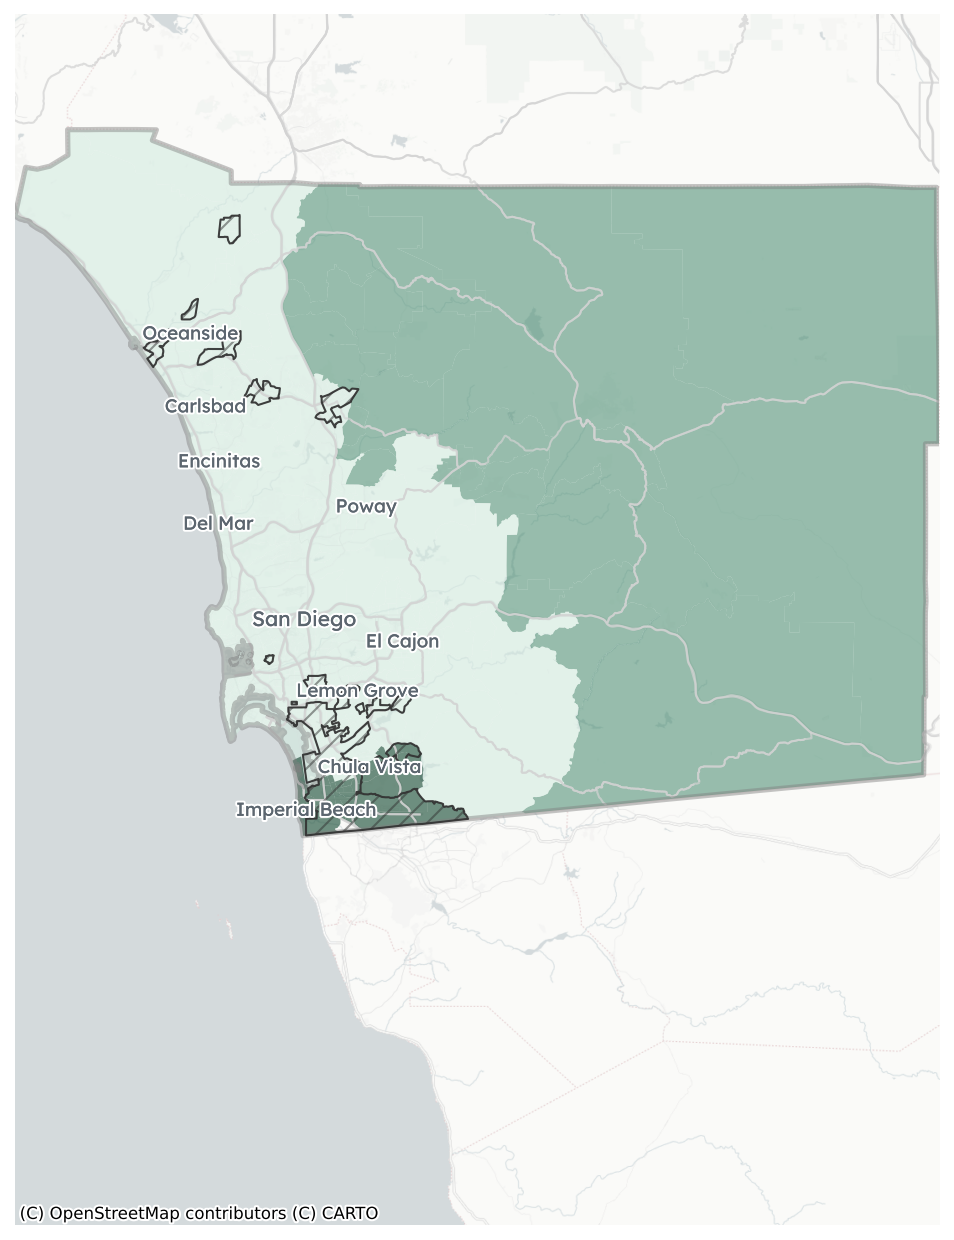 Oceanside
Carlsbad
Encinitas
Poway
Del Mar
San Diego
El Cajon
Lemon Grove
Chula Vista
Imperial Beach
(C) OpenStreetMap contributors (C) CARTO